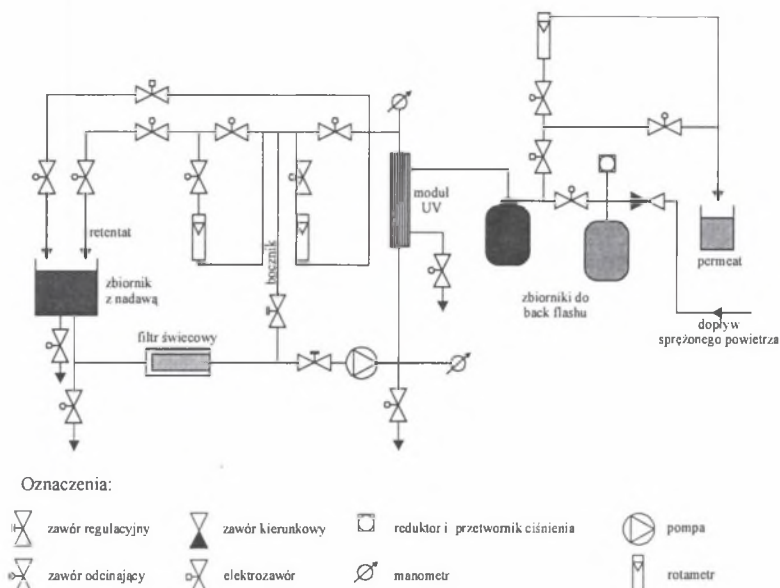 retentat
zbiornik
z nadawą
filtr świecowy
bocznik
moduł
UV
zbiorniki do
back flashu
permeat
dopływ
sprężonego powietrza
Oznaczenia:
zawór regulacyjny
zawór kierunkowy
reduktor i przetwornik ciśnienia
pompa
zawór odcinający
elektrozawór
manometr
rotametr